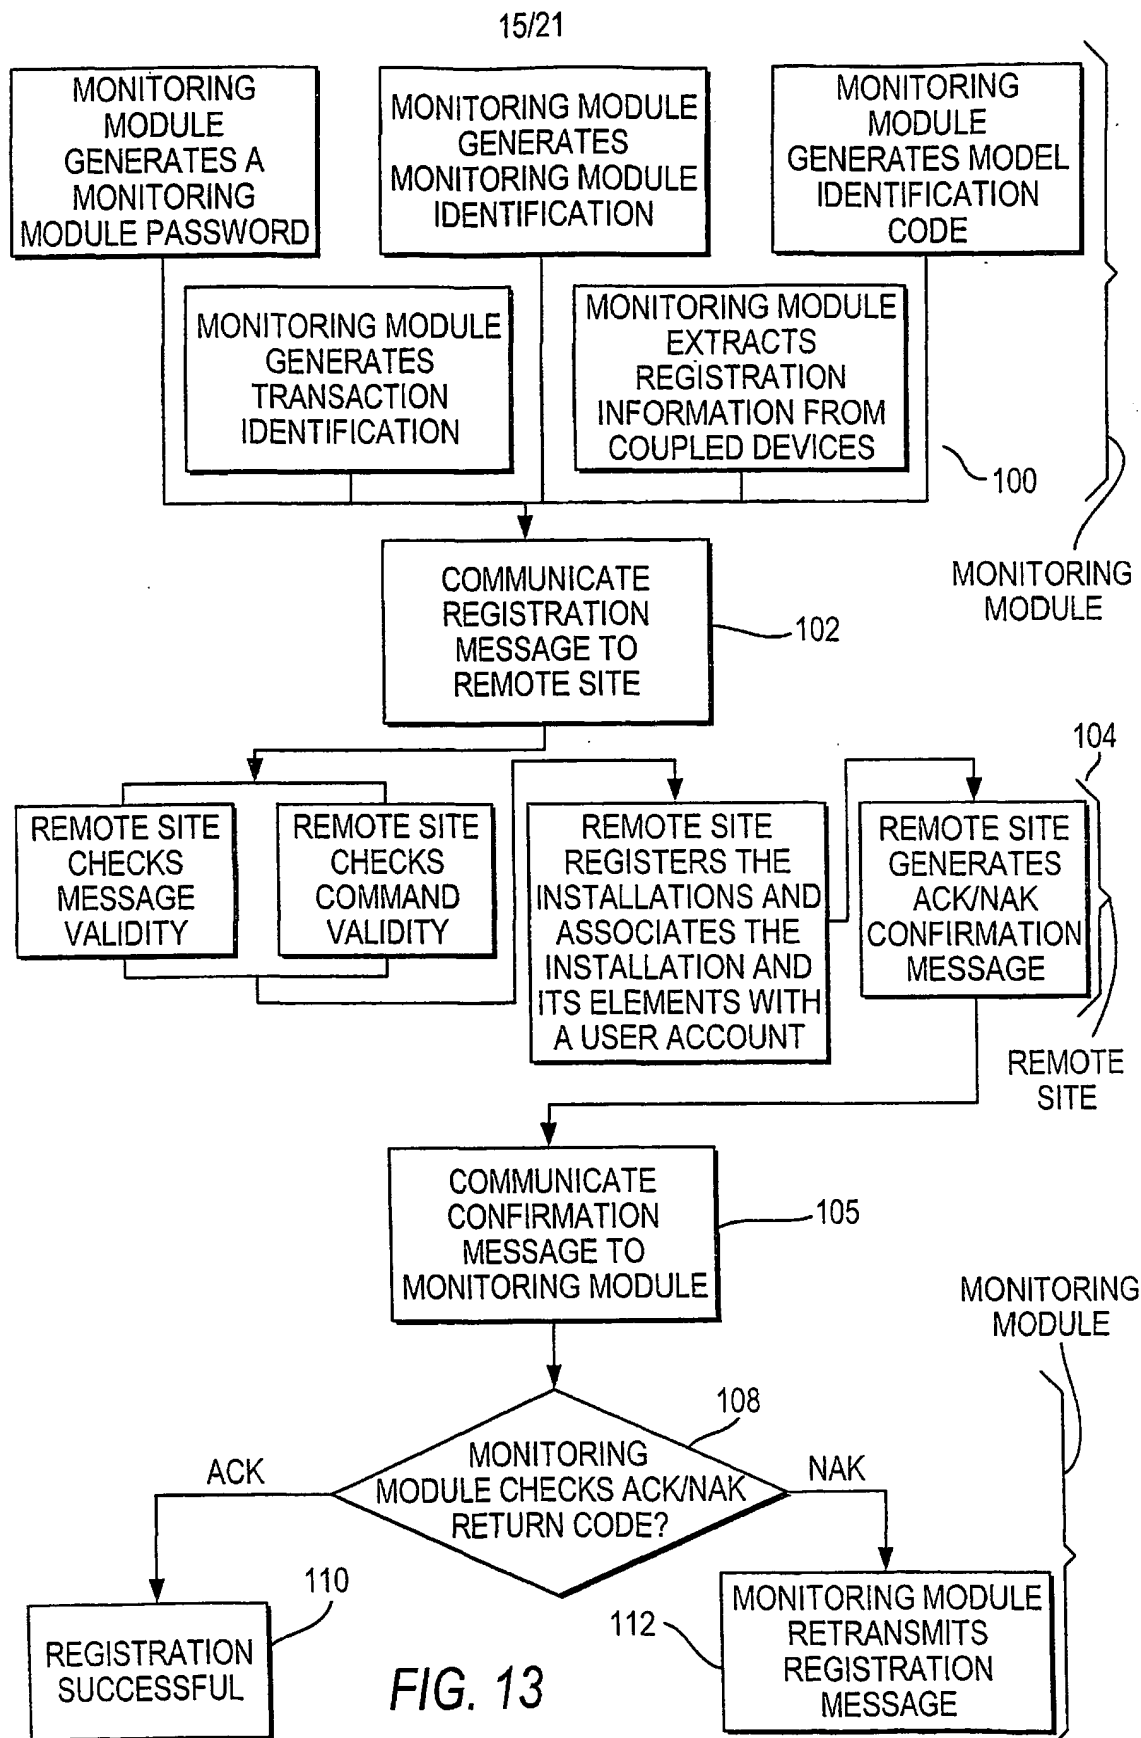 15/21
MONITORING
MODULE
GENERATES A
MONITORING
MODULE PASSWORD
MONITORING MODULE
GENERATES
MONITORING MODULE
IDENTIFICATION
MONITORING
MODULE
GENERATES MODEL
IDENTIFICATION
CODE
MONITORING MODULE
GENERATES
TRANSACTION
IDENTIFICATION
MONITORING MODULE
EXTRACTS
REGISTRATION
INFORMATION FROM
COUPLED DEVICES
100
MONITORING
MODULE
COMMUNICATE
REGISTRATION
MESSAGE TO
REMOTE SITE
102
104
REMOTE SITE
CHECKS
MESSAGE
VALIDITY
REMOTE SITE
CHECKS
COMMAND
VALIDITY
REMOTE SITE
REGISTERS THE
INSTALLATIONS AND
ASSOCIATES THE
INSTALLATION AND
ITS ELEMENTS WITH
A USER ACCOUNT
REMOTE SITE
GENERATES
ACK/NAK
CONFIRMATION
MESSAGE
REMOTE
SITE
COMMUNICATE
CONFIRMATION
MESSAGE TO
MONITORING MODULE
105
MONITORING
MODULE
108
MONITORING
MODULE CHECKS ACK/NAK
RETURN CODE?
ACK
NAK
110
REGISTRATION
SUCCESSFUL
112
MONITORING MODULE
RETRANSMITS
REGISTRATION
MESSAGE
FIG. 13